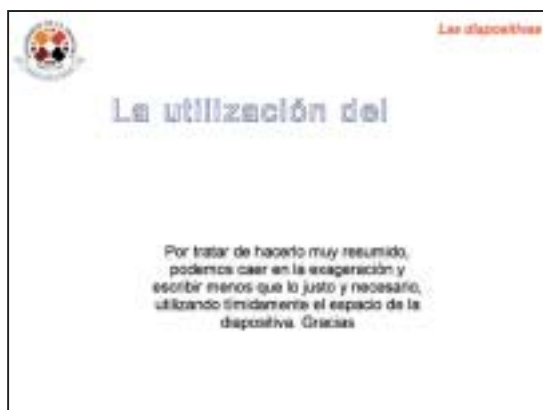 Las diapositivas
La utilización del
Por tratar de hacerlo muy resumido,
podemos caer en la exageración y
escribir menos que lo justo y necesario,
utilizando tímidamente el espacio de la
diapositiva. Gracias